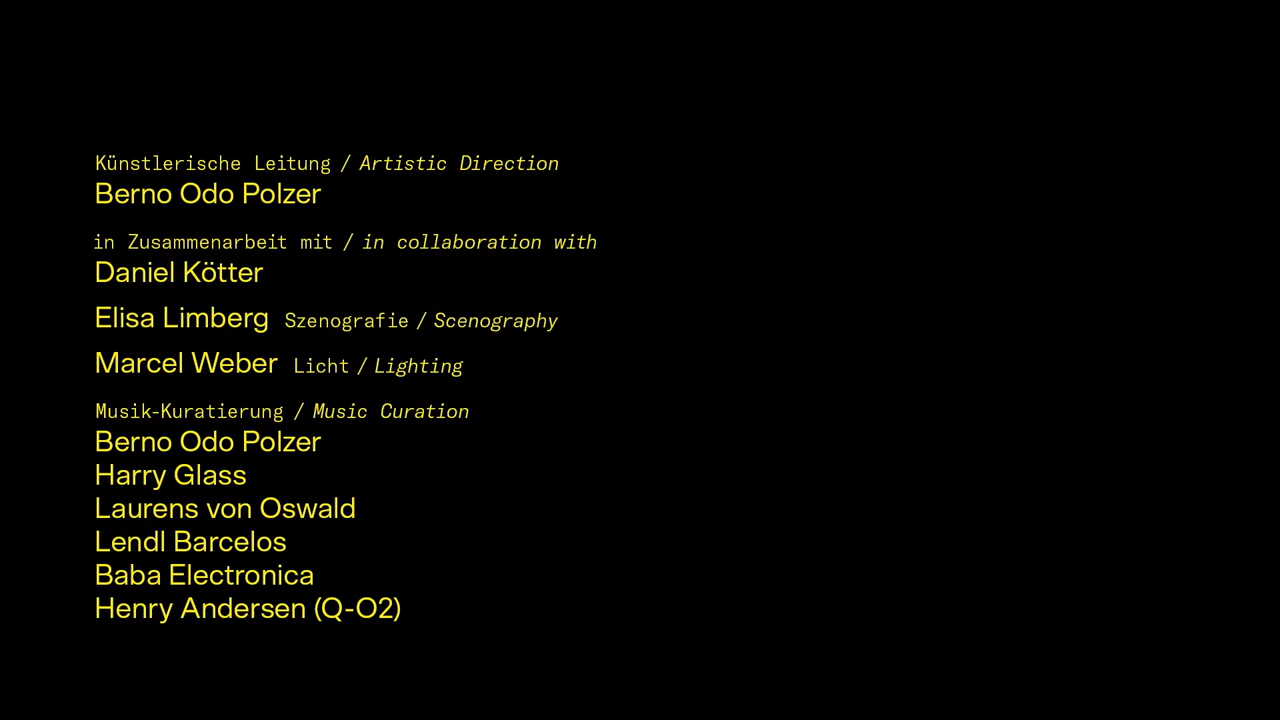 Künstlerische Leitung / Artistic Direction
Berno Odo Polzer
in Zusammenarbeit mit / in collaboration with
Daniel Kötter
Elisa Limberg Szenografie / Scenography
Marcel Weber Licht / Lighting
Musik-Kuratierung / Music Curation
Berno Odo Polzer
Harry Glass
Laurens von Oswald
Lendl Barcelos
Baba Electronica
Henry Andersen (Q-O2)